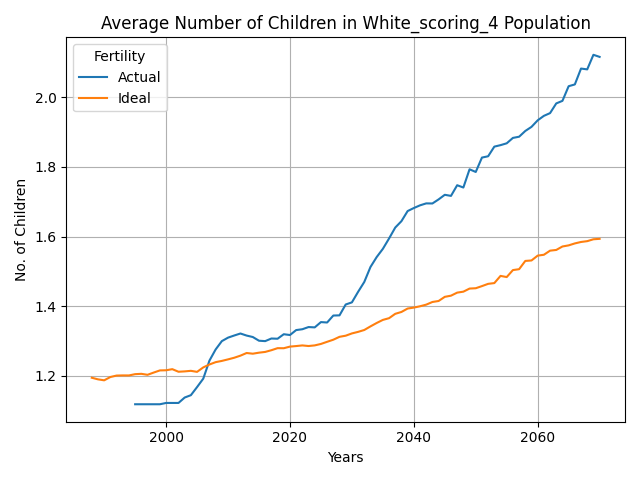 Average Number of Children in White_scoring_4 Population
Fertility
Actual
Ideal
No. of Children
2.0
1.8
1.6
1.4
1.2
2000
2020
2040
2060
Years